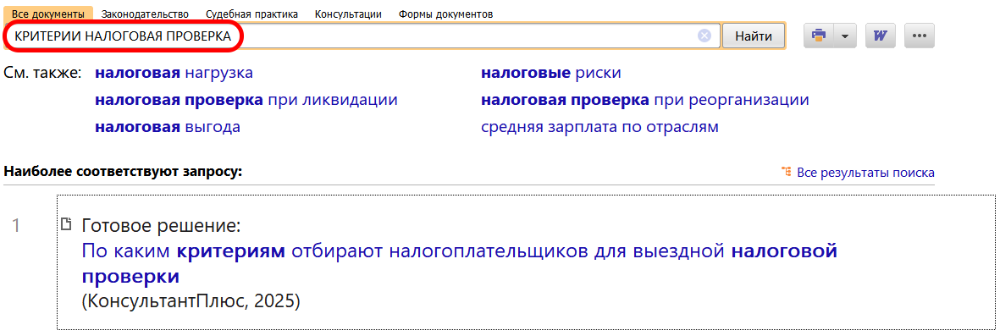 Все документы Законодательство Судебная практика Консультации Формы документов
КРИТЕРИИ НАЛОГОВАЯ ПРОВЕРКА Найти W
См. также: налоговая нагрузка налоговые риски
налоговая проверка при ликвидации налоговая проверка при реорганизации
налоговая выгода средняя зарплата по отраслям
Наиболее соответствуют запросу: Все результаты поиска
1 Готовое решение:
По каким критериям отбирают налогоплательщиков для выездной налоговой
проверки
(КонсультантПлюс, 2025)